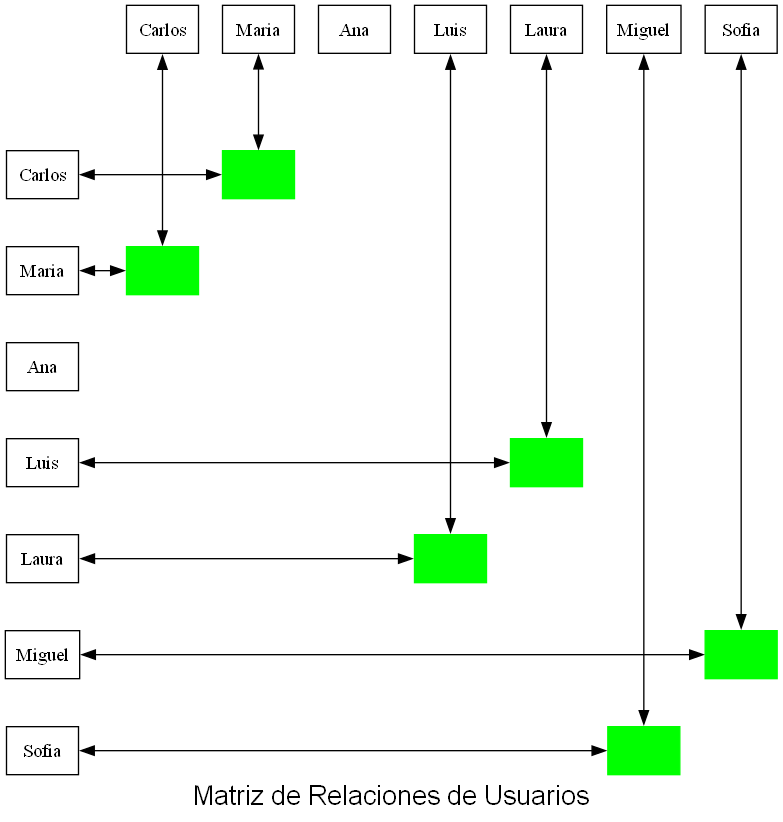 Carlos Maria Ana Luis Laura Miguel Sofia
Carlos
Maria
Ana
Luis
Laura
Miguel
Sofia
Matriz de Relaciones de Usuarios